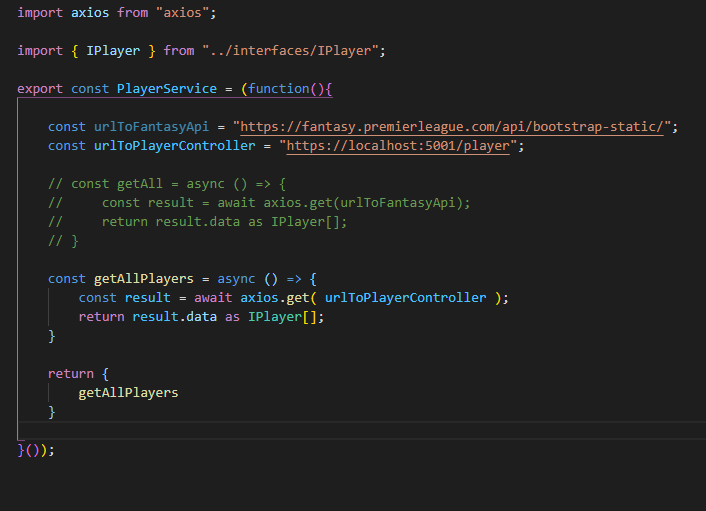 import axios from "axios";
import { IPlayer } from "../interfaces/IPlayer";
export const PlayerService = (function(){
const urlToFantasyApi = "https://fantasy.premierleague.com/api/bootstrap-static/";
const urlToPlayerController = "https://localhost:5001/player";
// const getAll = async () => {
//     const result = await axios.get(urlToFantasyApi);
//     return result.data as IPlayer[];
// }
const getAllPlayers = async () => {
const result = await axios.get( urlToPlayerController );
return result.data as IPlayer[];
}
return {
getAllPlayers
}
}());